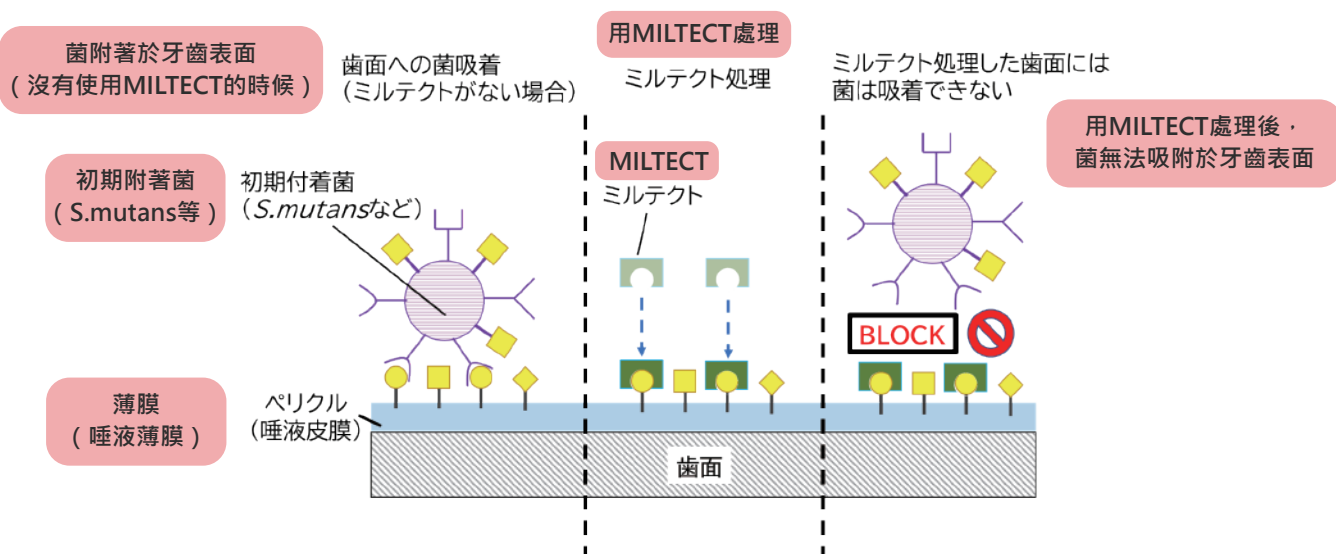 菌附著於牙齒表面
（沒有使用MILTECT的時候）
歯面への菌吸着
（ミルテクトがない場合）
用MILTECT處理
ミルテクト処理
ミルテクト処理した歯面には
菌は吸着できない
用MILTECT處理後，
菌無法吸附於牙齒表面
初期附著菌
（S.mutans等）
初期付着菌
（S.mutansなど）
MILTECT
ミルテクト
BLOCK
薄膜
（唾液薄膜）
ペリクル
（唾液皮膜）
歯面